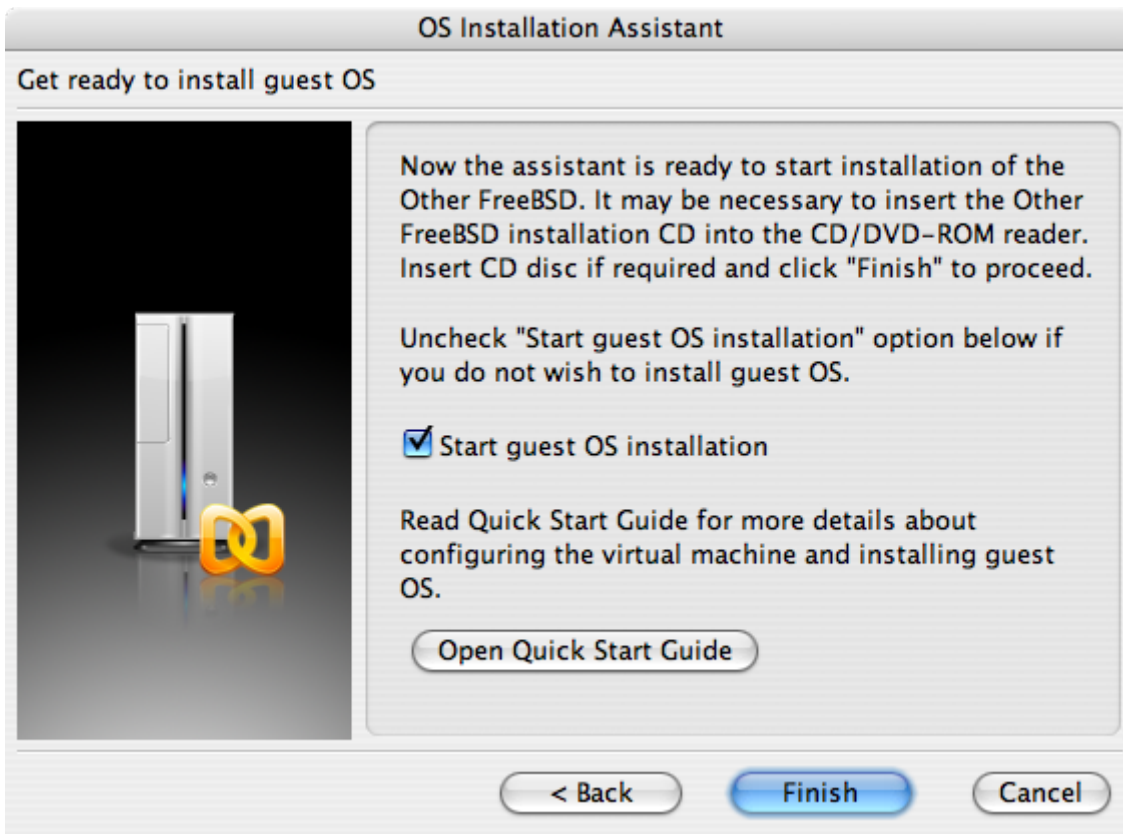 OS Installation Assistant
Get ready to install guest OS
Now the assistant is ready to start installation of the
Other FreeBSD. It may be necessary to insert the Other
FreeBSD installation CD into the CD/DVD-ROM reader.
Insert CD disc if required and click "Finish" to proceed.
Uncheck "Start guest OS installation" option below if
you do not wish to install guest OS.
Start guest OS installation
Read Quick Start Guide for more details about
configuring the virtual machine and installing guest
OS.
Open Quick Start Guide
< Back
Finish
Cancel